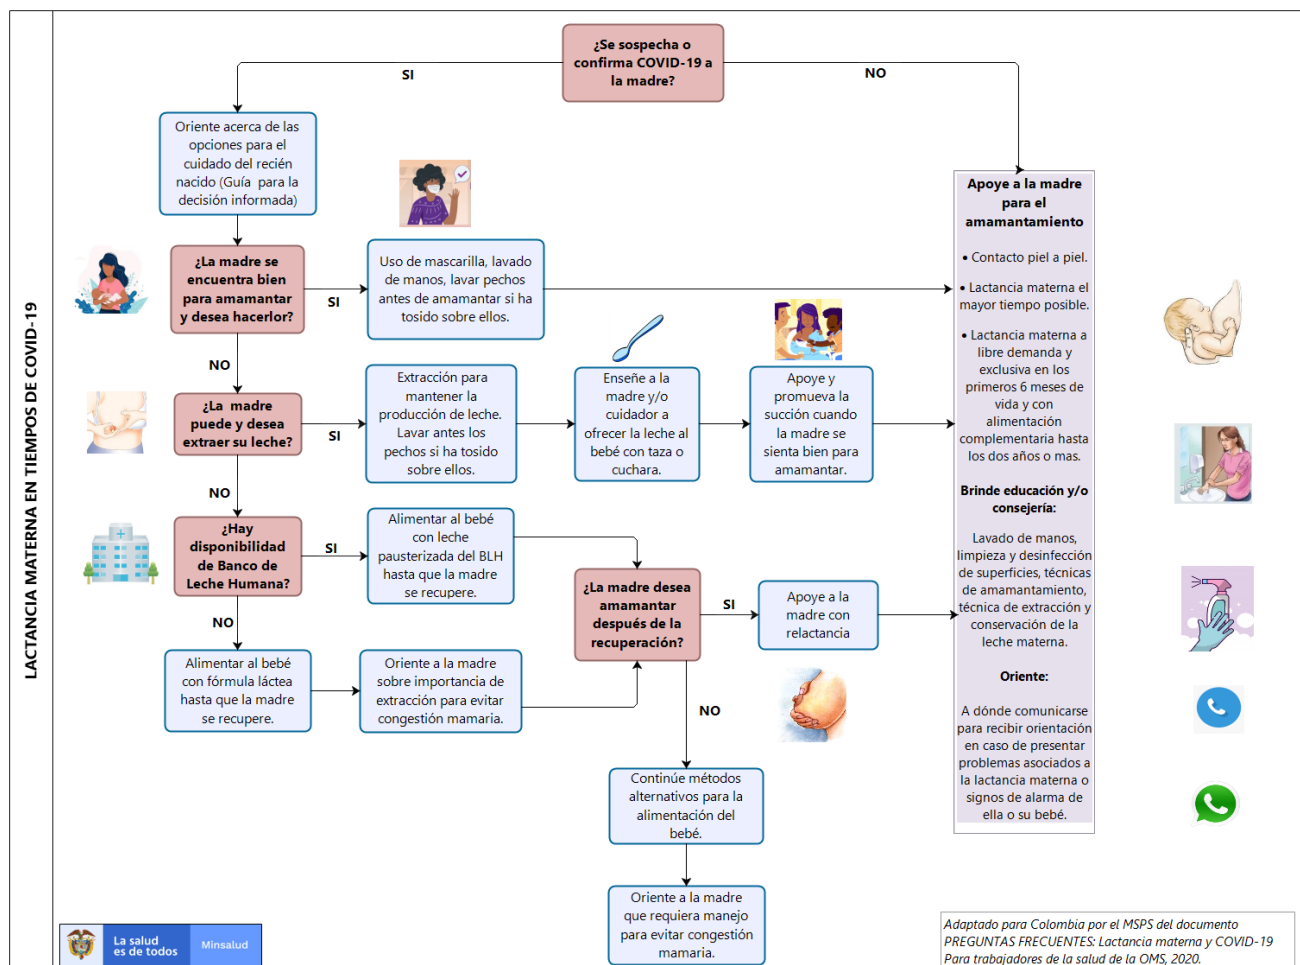 LACTANCIA MATERNA EN TIEMPOS DE COVID-19
¿Se sospecha o
confirma COVID-19 a
la madre?
SI
NO
Oriente acerca de las
opciones para el
cuidado del recién
nacido (Guía para la
decisión informada)
¿La madre se
encuentra bien
para amamantar
y desea hacerlor?
SI
Uso de mascarilla, lavado
de manos, lavar pechos
antes de amamantar si ha
tosido sobre ellos.
NO
¿La madre
puede y desea
extraer su leche?
SI
Extracción para
mantener la
producción de leche.
Lavar antes los
pechos si ha tosido
sobre ellos.
Enseñe a la
madre y/o
cuidador a
ofrecer la leche al
bebé con taza o
cuchara.
Apoye y
promueva la
succión cuando
la madre se
sienta bien para
amamantar.
NO
¿Hay
disponibilidad
de Banco de
Leche Humana?
SI
Alimentar al bebé
con leche
pausterizada del BLH
hasta que la madre
se recupere.
NO
Alimentar al bebé
con fórmula láctea
hasta que la madre
se recupere.
Oriente a la madre
sobre importancia de
extracción para evitar
congestión mamaria.
¿La madre desea
amamantar
después de la
recuperación?
SI
Apoye a la
madre con
relactancia
NO
Continúe métodos
alternativos para la
alimentación del
bebé.
Oriente a la madre
que requiera manejo
para evitar congestión
mamaria.
Apoye a la madre
para el
amamantamiento
• Contacto piel a piel.
• Lactancia materna el
mayor tiempo posible.
• Lactancia materna a
libre demanda y
exclusiva en los
primeros 6 meses de
vida y con
alimentación
complementaria hasta
los dos años o mas.
Brinde educación y/o
consejería:
Lavado de manos,
limpieza y desinfección
de superficies, técnicas
de amamantamiento,
técnica de extracción y
conservación de la
leche materna.
Oriente:
A dónde comunicarse
para recibir orientación
en caso de presentar
problemas asociados a
la lactancia materna o
signos de alarma de
ella o su bebé.
La salud
es de todos
Minsalud
Adaptado para Colombia por el MSPS del documento
PREGUNTAS FRECUENTES: Lactancia materna y COVID-19
Para trabajadores de la salud de la OMS, 2020.